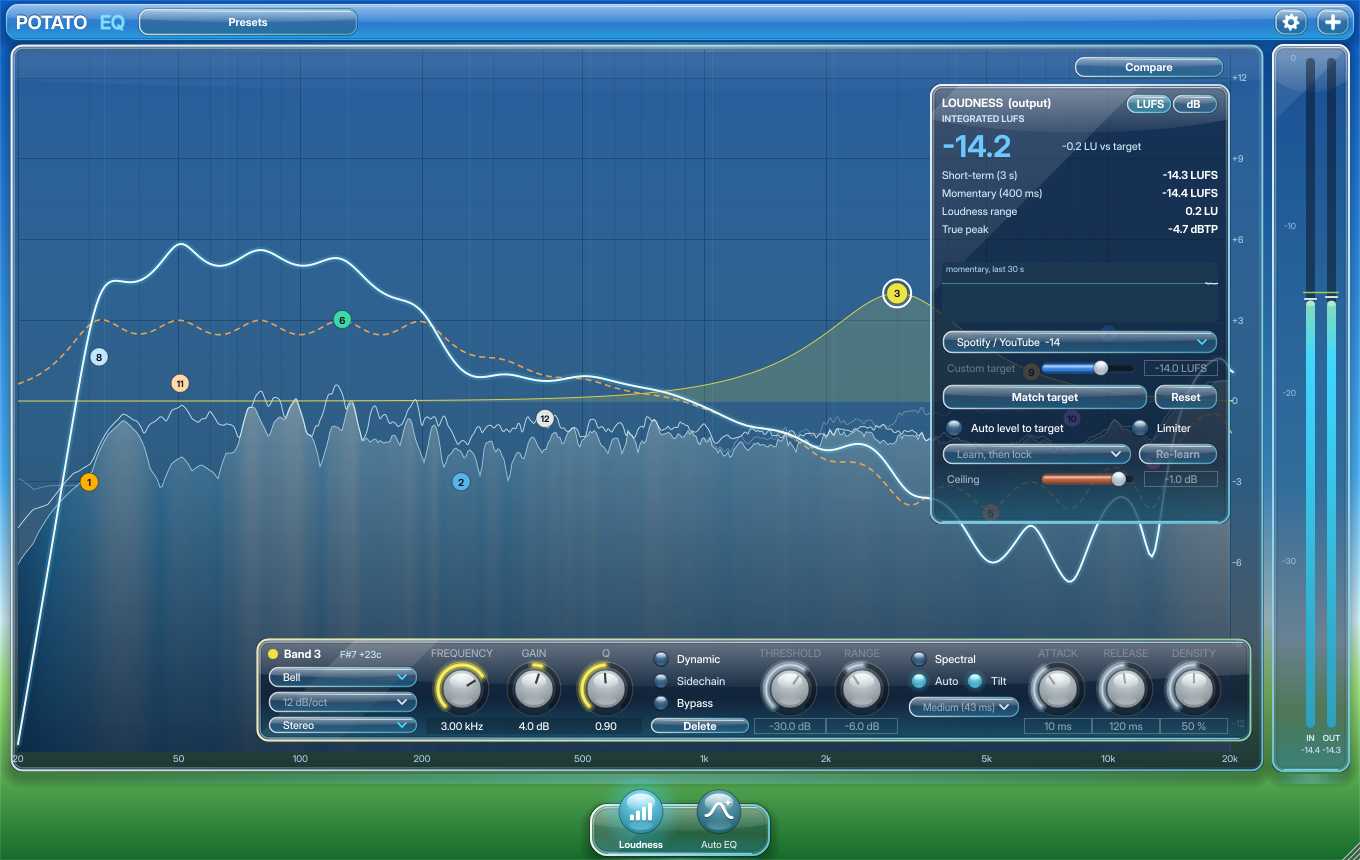 POTATO EQ
Presets
Compare
LOUDNESS (output)
LUFS
dB
INTEGRATED LUFS
-14.2
-0.2 LU vs target
Short-term (3 s)
-14.3 LUFS
Momentary (400 ms)
-14.4 LUFS
Loudness range
0.2 LU
True peak
-4.7 dBTP
momentary, last 30 s
Spotify / YouTube -14
Custom target
-14.0 LUFS
Match target
Reset
Auto level to target
Limiter
Learn, then lock
Re-learn
Ceiling
-1.0 dB
+12
+9
+6
+3
0
-3
-6
-12
3
6
8
11
12
1
2
9
10
5
0
-10
-20
-30
IN
OUT
-14.4
-14.3
Band 3
F#7 +23c
Bell
12 dB/oct
Stereo
FREQUENCY
3.00 kHz
GAIN
4.0 dB
Q
0.90
Dynamic
Sidechain
Bypass
Delete
THRESHOLD
-30.0 dB
RANGE
-6.0 dB
Spectral
Auto
Tilt
Medium (43 ms)
ATTACK
10 ms
RELEASE
120 ms
DENSITY
50 %
20
50
100
200
500
1k
2k
5k
10k
20k
Loudness
Auto EQ